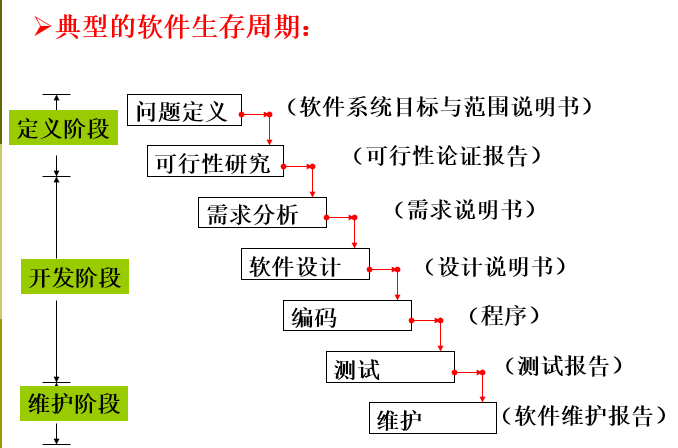 典型的软件生存周期：
问题定义
（软件系统目标与范围说明书）
定义阶段
可行性研究
（可行性论证报告）
需求分析
（需求说明书）
软件设计
（设计说明书）
开发阶段
编码
（程序）
测试
（测试报告）
维护阶段
维护
（软件维护报告）